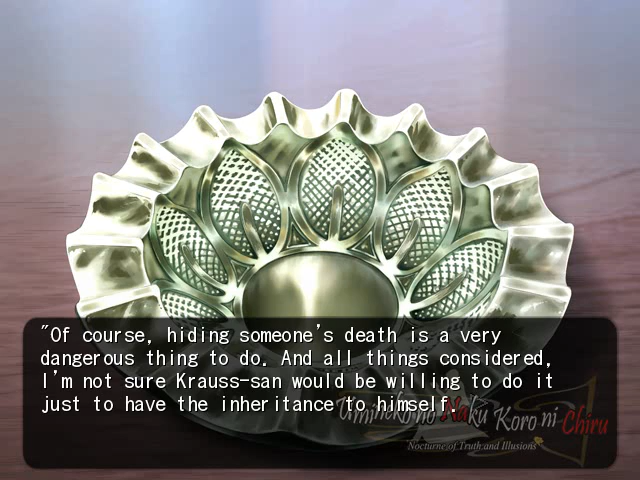 "Of course, hiding someone's death is a very
dangerous thing to do. And all things considered,
I'm not sure Krauss-san would be willing to do it
just to have the inheritance to himself.
Umineko no Naku Koro ni Chiru
Nocturne of Truth and Illusions